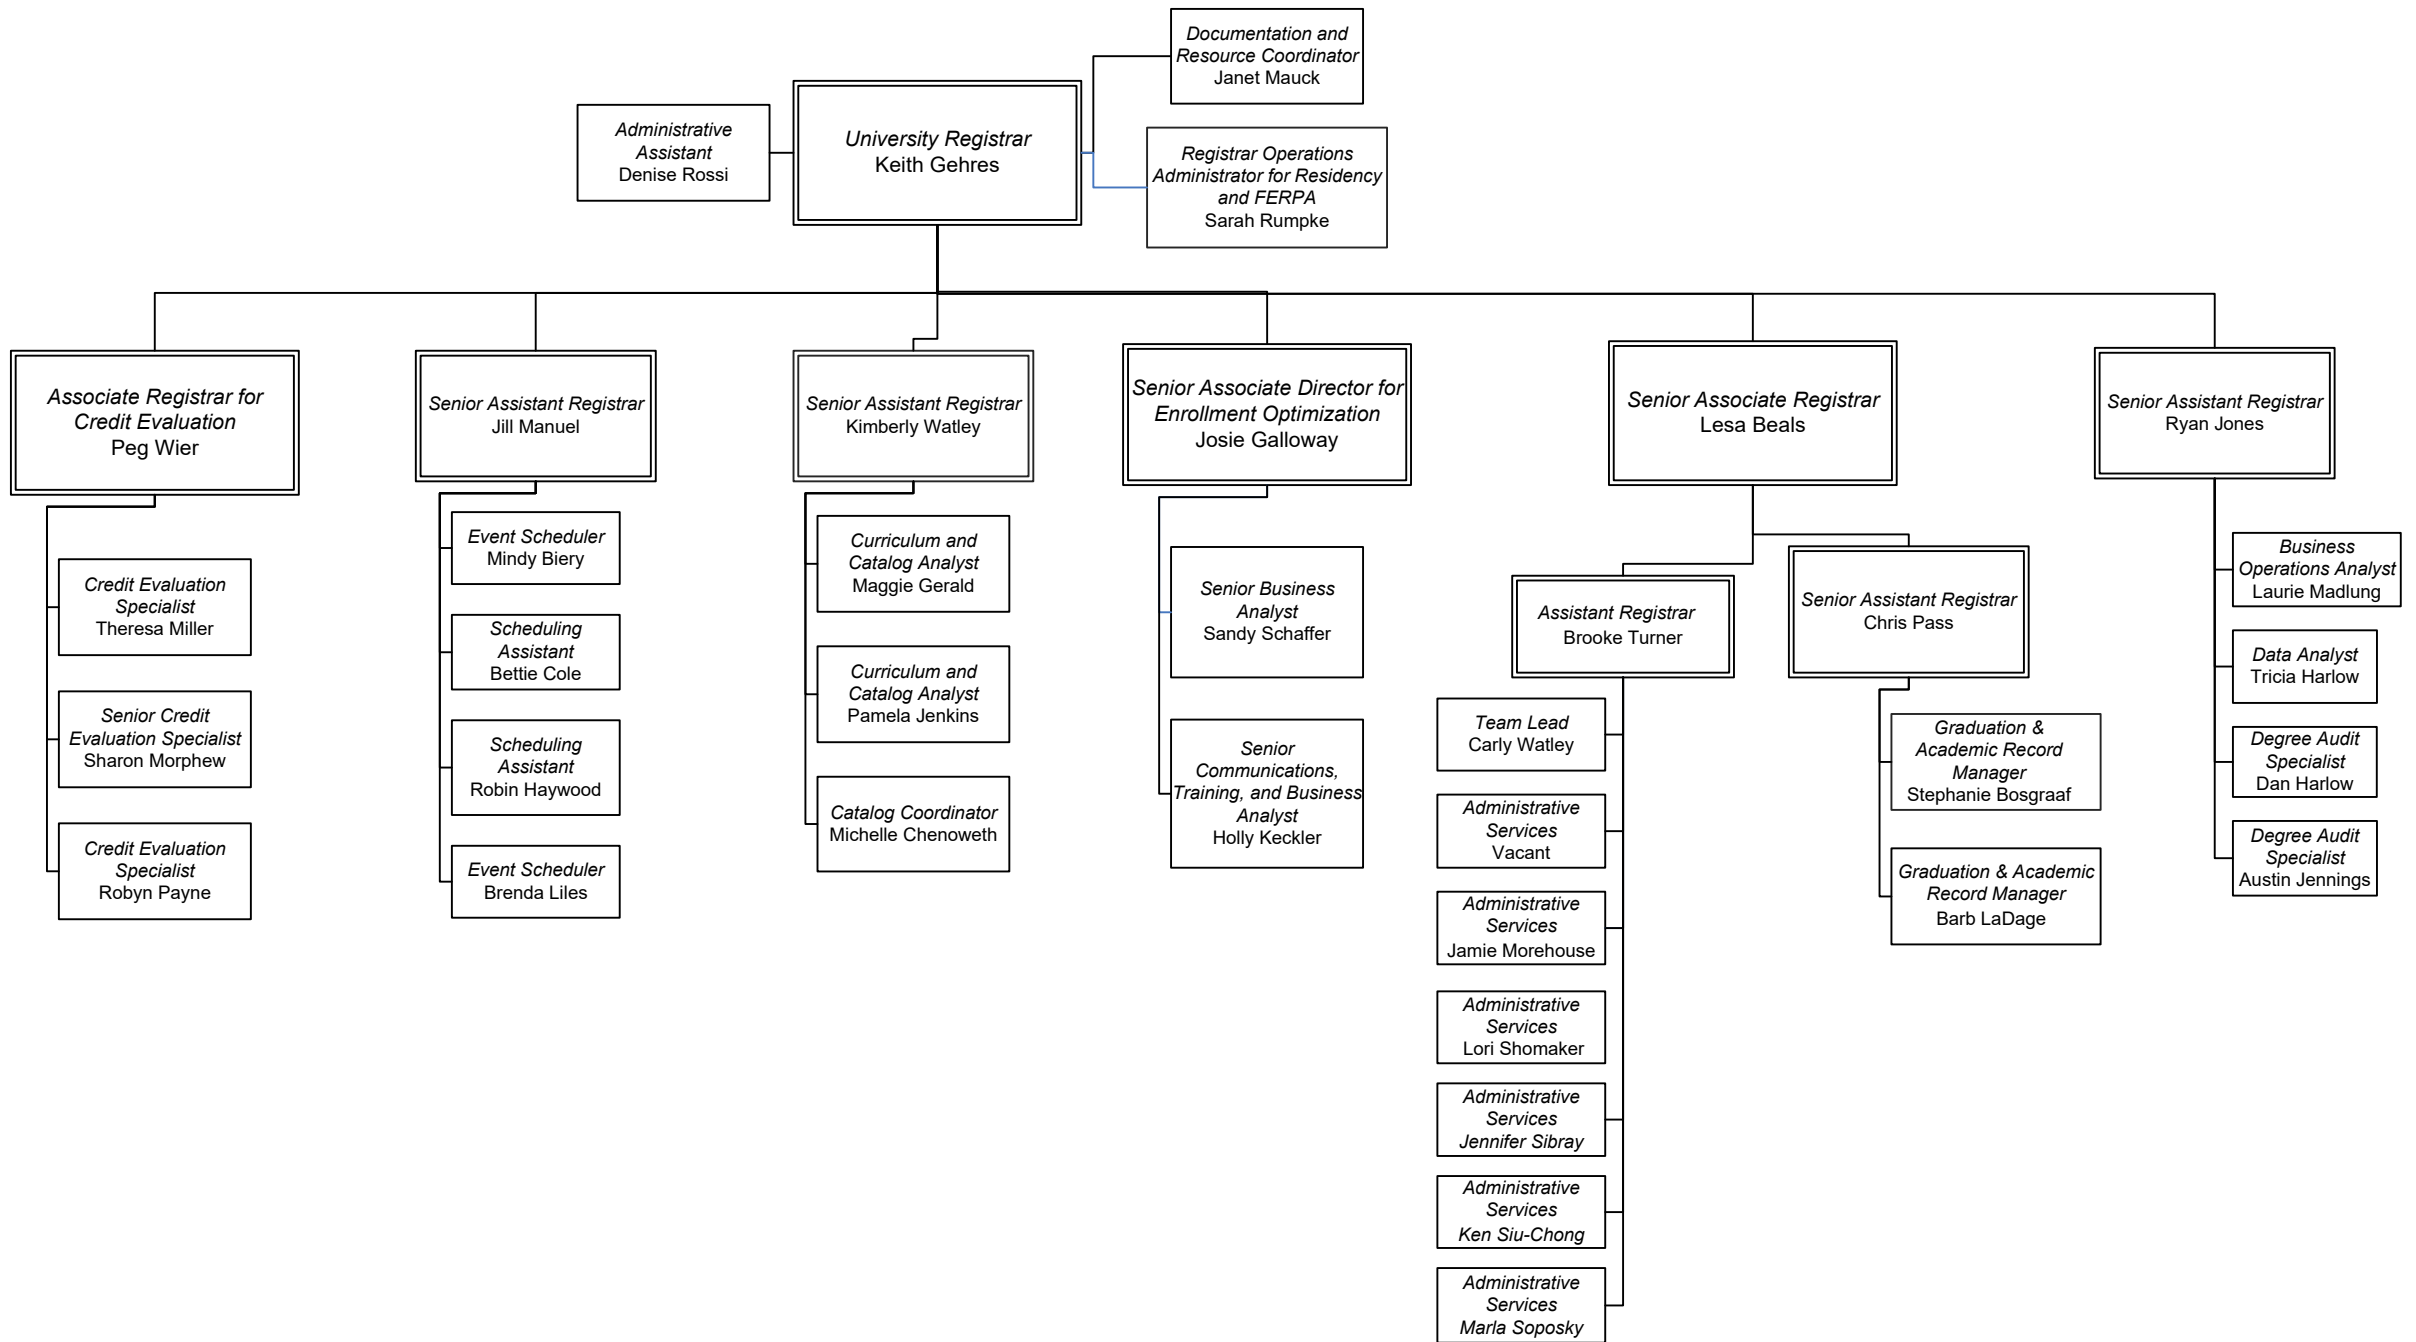 Documentation and
Resource Coordinator
Janet Mauck
Administrative
Assistant
Denise Rossi
University Registrar
Keith Gehres
Registrar Operations
Administrator for Residency
and FERPA
Sarah Rumpke
Associate Registrar for
Credit Evaluation
Peg Wier
Credit Evaluation
Specialist
Theresa Miller
Senior Credit
Evaluation Specialist
Sharon Morphew
Credit Evaluation
Specialist
Robyn Payne
Senior Assistant Registrar
Jill Manuel
Event Scheduler
Mindy Biery
Scheduling
Assistant
Bettie Cole
Scheduling
Assistant
Robin Haywood
Event Scheduler
Brenda Liles
Senior Assistant Registrar
Kimberly Watley
Curriculum and
Catalog Analyst
Maggie Gerald
Curriculum and
Catalog Analyst
Pamela Jenkins
Catalog Coordinator
Michelle Chenoweth
Senior Associate Director for
Enrollment Optimization
Josie Galloway
Senior Business
Analyst
Sandy Schaffer
Senior
Communications,
Training, and Business
Analyst
Holly Keckler
Senior Associate Registrar
Lesa Beals
Assistant Registrar
Brooke Turner
Team Lead
Carly Watley
Administrative
Services
Vacant
Administrative
Services
Jamie Morehouse
Administrative
Services
Lori Shomaker
Administrative
Services
Jennifer Sibray
Administrative
Services
Ken Siu-Chong
Administrative
Services
Marla Soposky
Senior Assistant Registrar
Chris Pass
Graduation &
Academic Record
Manager
Stephanie Bosgraaf
Graduation & Academic
Record Manager
Barb LaDage
Senior Assistant Registrar
Ryan Jones
Business
Operations Analyst
Laurie Madlung
Data Analyst
Tricia Harlow
Degree Audit
Specialist
Dan Harlow
Degree Audit
Specialist
Austin Jennings